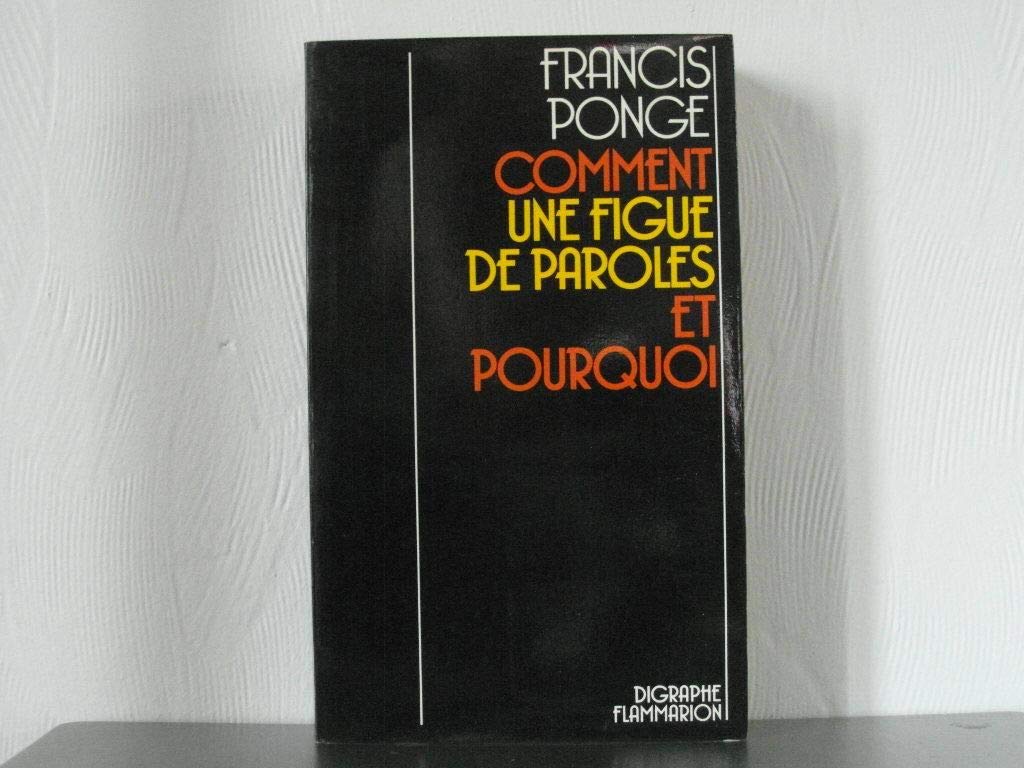 FRANCIS
PONGE
COMMENT
UNE FIGUE
DE PAROLES
ET
POURQUOI
DIGRAPHE
FLAMMARION